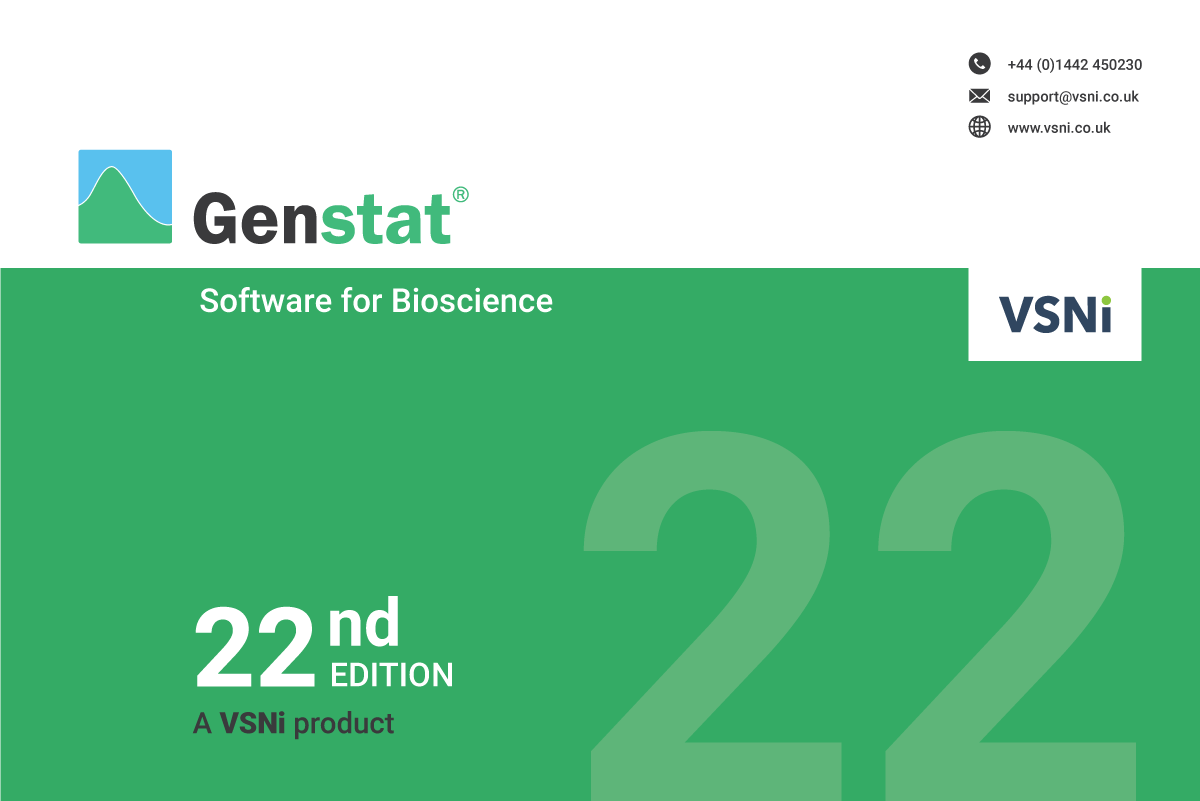 +44 (0)1442 450230
support@vsni.co.uk
www.vsni.co.uk
Genstat®
Software for Bioscience
VSNi
22
22nd
EDITION
A VSNi product